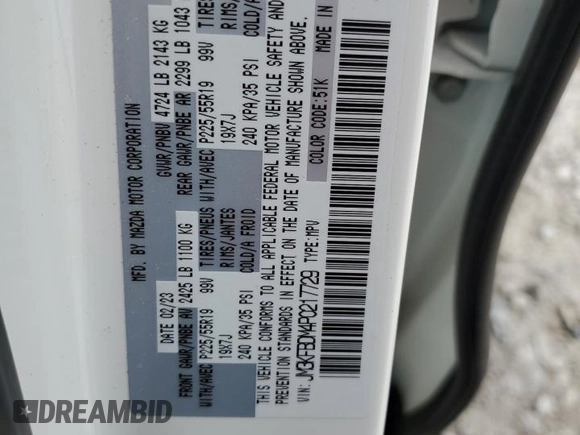 MFD. BY MAZDA MOTOR CORPORATION
DATE 02/23
GVWR/PNBV 4724 LB 2143 KG
FRONT GAWR/PNBE AV 2425 LB 1100 KG
REAR GAWR/PNBE AR 2299 LB 1043
WITH/AVEC P225/55R19 99V
TIRES/PNEUS WITH/AVEC P225/55R19 99V
TIRES
19X7J
RIMS/JANTES
19X7J
RIMS/
240 KPA/35 PSI
COLD/A FROID
240 KPA/35 PSI
COLD/A
THIS VEHICLE CONFORMS TO ALL APPLICABLE FEDERAL MOTOR VEHICLE SAFETY AND
PREVENTION STANDARDS IN EFFECT ON THE DATE OF MANUFACTURE SHOWN ABOVE.
VIN: JM3KFBDM4P0217729 TYPE: MPV
COLOR CODE: 51K
MADE IN
DREAMBID